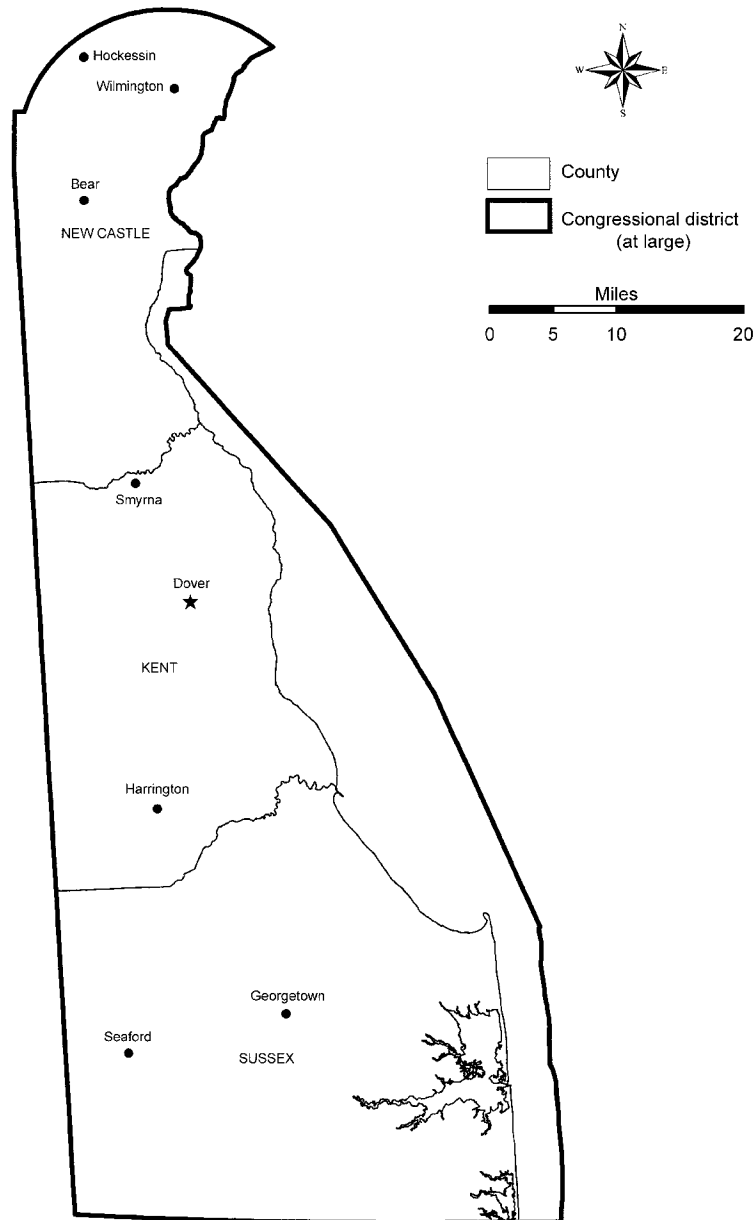 Hockessin
N
Wilmington
W
E
S
County
Bear
Congressional district
(at large)
NEW CASTLE
Miles
0 5 10 20
Smyrna
Dover
KENT
Harrington
Georgetown
Seaford
SUSSEX